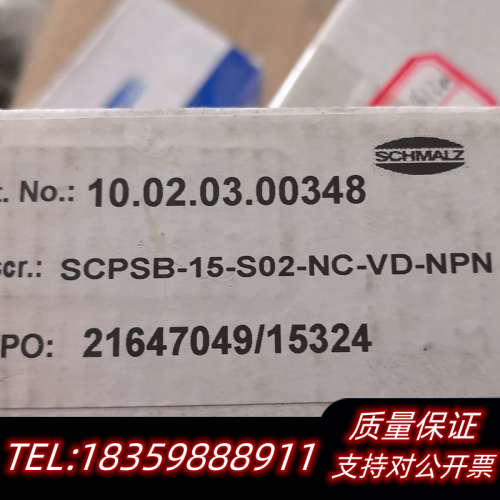 SCHMALZ
t. No.: 10.02.03.00348
scr.: SCPSB-15-S02-NC-VD-NPN
PO: 21647049/15324
质量保证
TEL:18359888911
支持对公开票